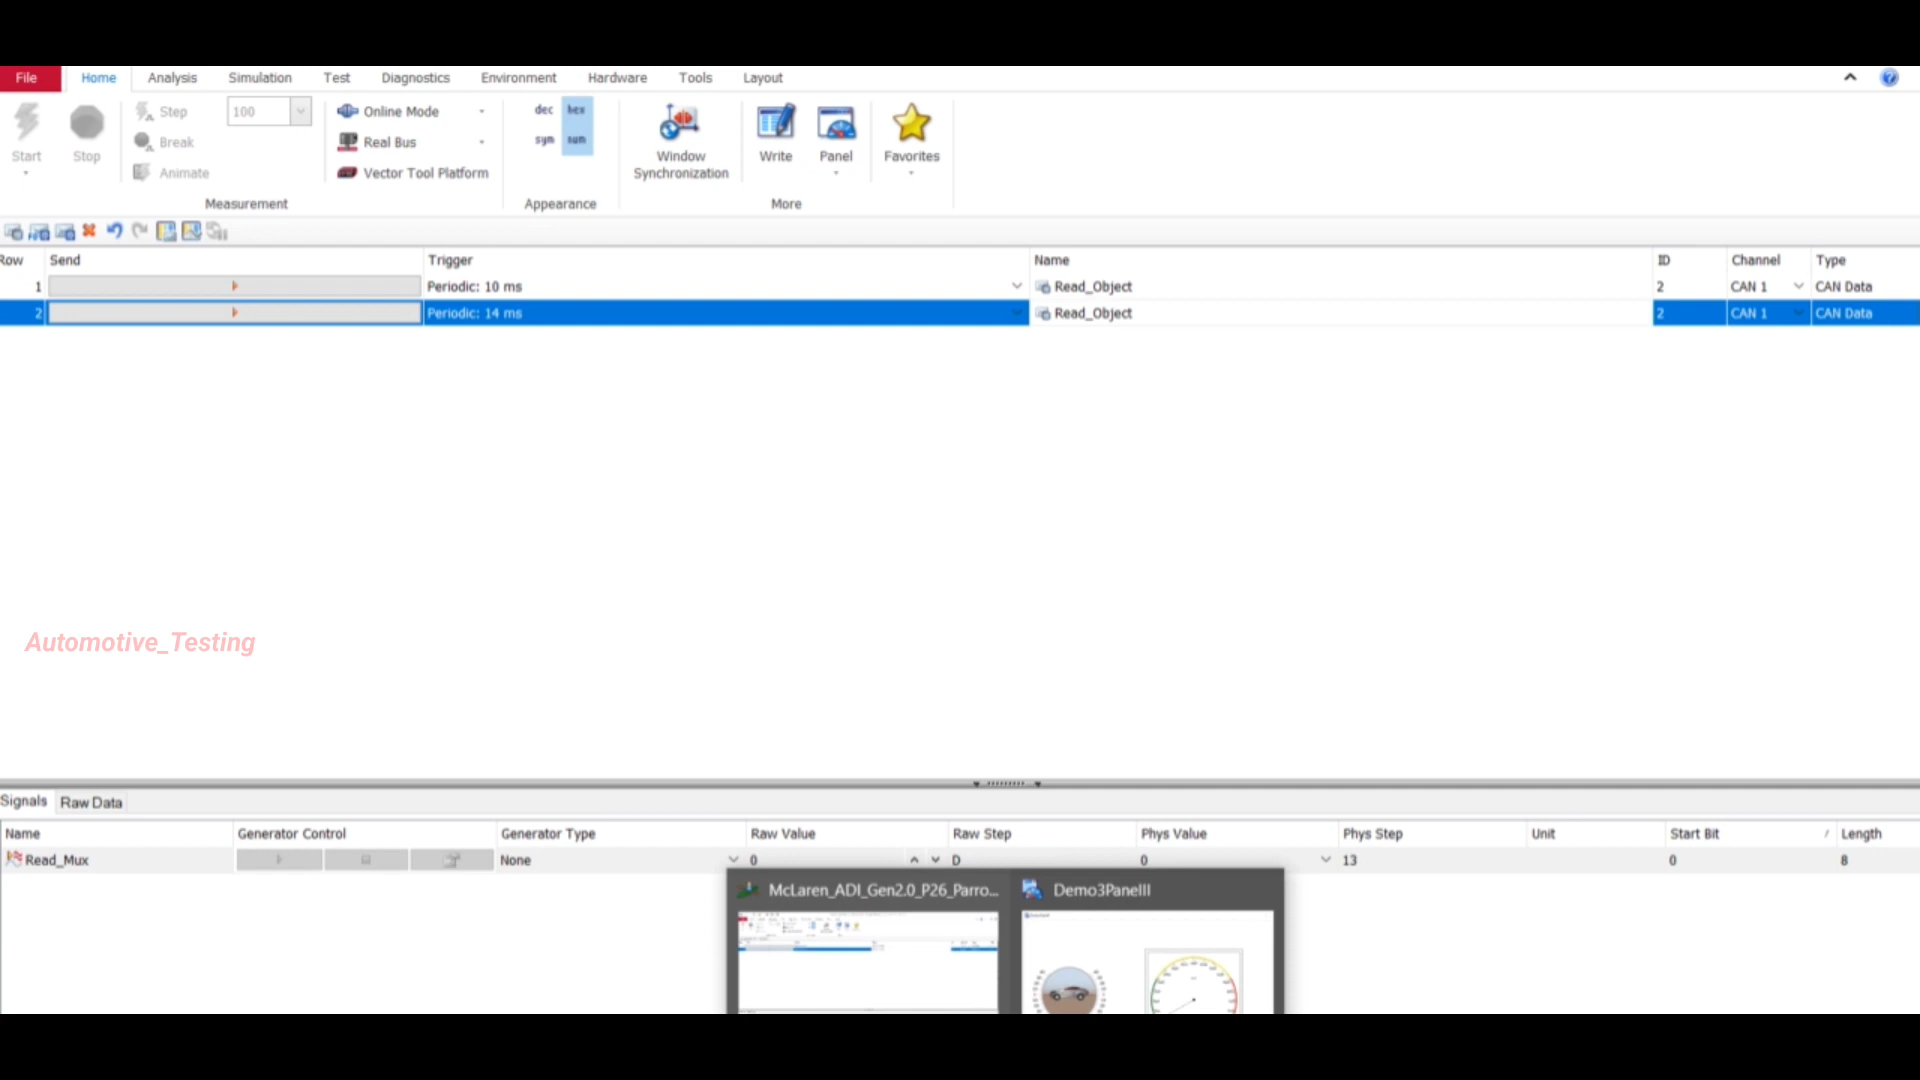 File Home Analysis Simulation Test Diagnostics Environment Hardware Tools Layout
Start
Stop
Step 100
Break
Animate
Measurement
Online Mode
Real Bus
Vector Tool Platform
dec hex
sym num
Appearance
Window Synchronization
Write
Panel
More
Favorites
Row Send Trigger Name ID Channel Type
1 Periodic: 10 ms Read_Object 2 CAN 1 CAN Data
2 Periodic: 14 ms Read_Object 2 CAN 1 CAN Data
Automotive_Testing
Signals Raw Data
Name Generator Control Generator Type Raw Value Raw Step Phys Value Phys Step Unit Start Bit / Length
Read_Mux None 0 D 0 13 0 8
McLaren_ADI_Gen2.0_P26_Parro... Demo3PanelII